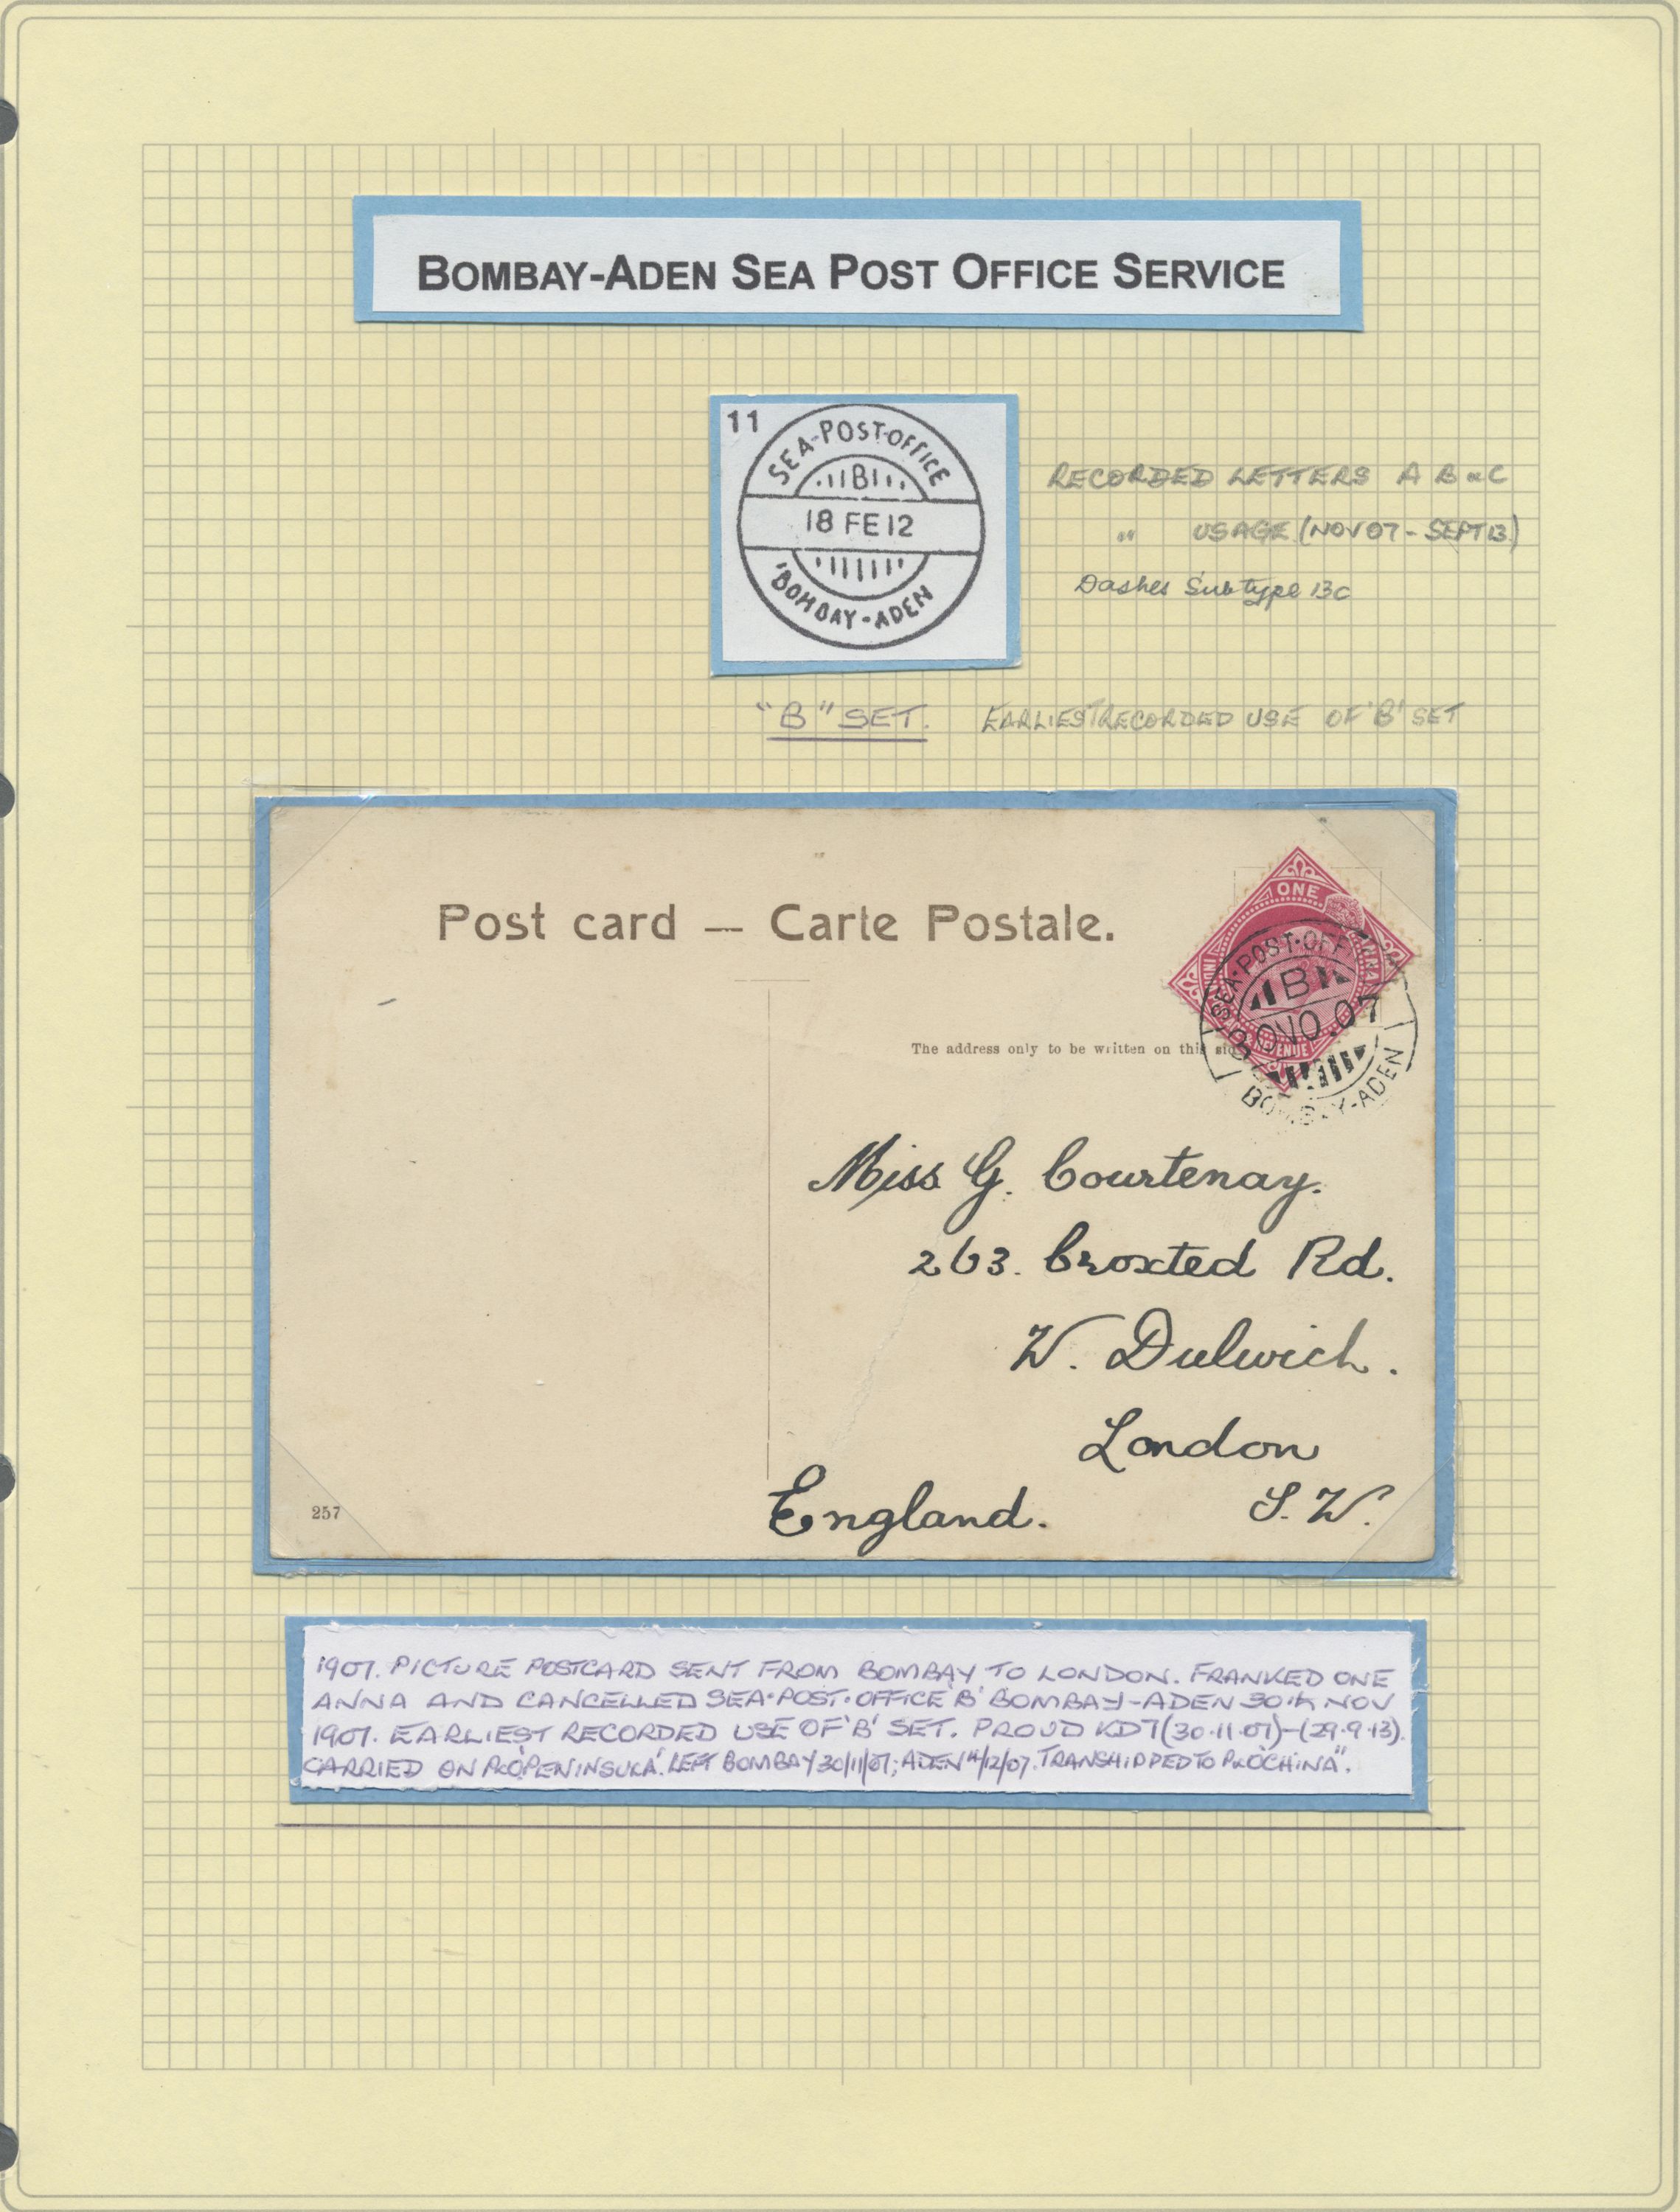 BOMBAY-ADEN SEA POST OFFICE SERVICE
11
SEA-POST-OFFICE
B
18 FE 12
BOMBAY-ADEN
RECORDED LETTERS A B & C
" USAGE (NOV 07 - SEPT 13)
Dashes Subtype 13c
"B" SET. EARLIEST RECORDED USE OF 'B' SET
Post card — Carte Postale.
ONE
SEA·POST·OFF
B
30 NO. 07
BO B Y-ADEN
The address only to be written on this
Miss G. Courtenay.
263. Croxted Rd.
W. Dulwich.
London
S.W.
England.
257
1907. PICTURE POSTCARD SENT FROM BOMBAY TO LONDON. FRANKED ONE
ANNA AND CANCELLED SEA·POST·OFFICE 'B' BOMBAY-ADEN 30th NOV
1907. EARLIEST RECORDED USE OF 'B' SET. PROUD KD7 (30·11·07)-(29·9·13).
CARRIED ON P&O "PENINSULA". LEFT BOMBAY 30/11/07; ADEN 4/12/07. TRANSHIPPED TO P&O "CHINA".